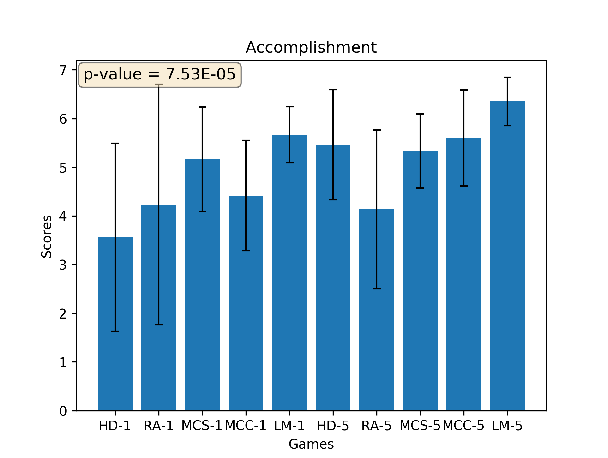 Accomplishment
p-value = 7.53E-05
7
6
5
4
3
2
1
0
Scores
HD-1 RA-1 MCS-1 MCC-1 LM-1 HD-5 RA-5 MCS-5 MCC-5 LM-5
Games